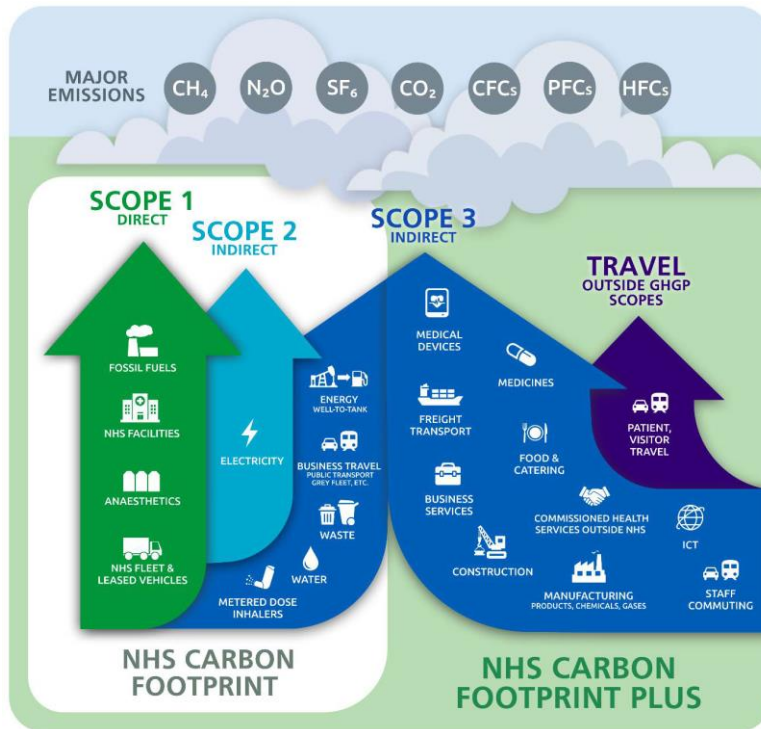 MAJOR
EMISSIONS
CH₄
N₂O
SF₆
CO₂
CFCs
PFCs
HFCs
SCOPE 1
DIRECT
SCOPE 2
INDIRECT
SCOPE 3
INDIRECT
TRAVEL
OUTSIDE GHGP
SCOPES
FOSSIL FUELS
NHS FACILITIES
ANAESTHETICS
NHS FLEET &
LEASED VEHICLES
ELECTRICITY
ENERGY
WELL-TO-TANK
BUSINESS TRAVEL
PUBLIC TRANSPORT
GREY FLEET, ETC.
WASTE
WATER
METERED DOSE
INHALERS
MEDICAL
DEVICES
MEDICINES
FREIGHT
TRANSPORT
FOOD &
CATERING
BUSINESS
SERVICES
COMMISSIONED HEALTH
SERVICES OUTSIDE NHS
CONSTRUCTION
MANUFACTURING
PRODUCTS, CHEMICALS, GASES
ICT
STAFF
COMMUTING
PATIENT,
VISITOR
TRAVEL
NHS CARBON
FOOTPRINT
NHS CARBON
FOOTPRINT PLUS